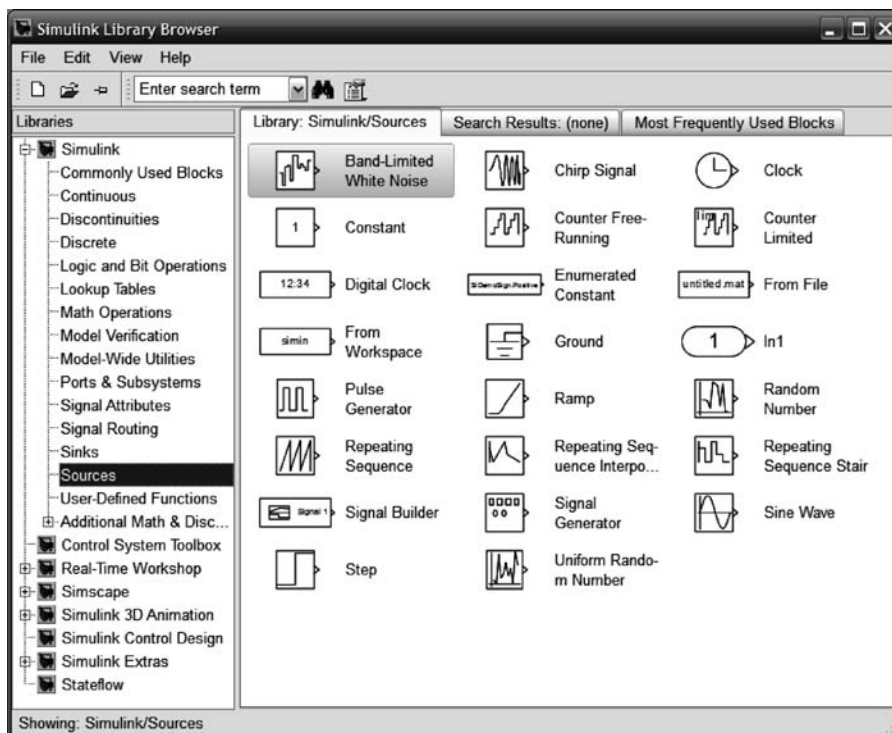 Simulink Library Browser
File Edit View Help
Enter search term
Libraries
Library: Simulink/Sources
Search Results: (none)
Most Frequently Used Blocks
Simulink
Commonly Used Blocks
Continuous
Discontinuities
Discrete
Logic and Bit Operations
Lookup Tables
Math Operations
Model Verification
Model-Wide Utilities
Ports & Subsystems
Signal Attributes
Signal Routing
Sinks
Sources
User-Defined Functions
Additional Math & Disc...
Control System Toolbox
Real-Time Workshop
Simscape
Simulink 3D Animation
Simulink Control Design
Simulink Extras
Stateflow
Band-Limited
White Noise
Chirp Signal
Clock
1
Constant
Counter Free-
Running
lim
Counter
Limited
12:34
Digital Clock
SlDemoSign.Positive
Enumerated
Constant
untitled.mat
From File
simin
From
Workspace
Ground
1
In1
Pulse
Generator
Ramp
Random
Number
Repeating
Sequence
Repeating Seq-
uence Interpo...
Repeating
Sequence Stair
Signal 1
Signal Builder
Signal
Generator
Sine Wave
Step
Uniform Rando-
m Number
Showing: Simulink/Sources